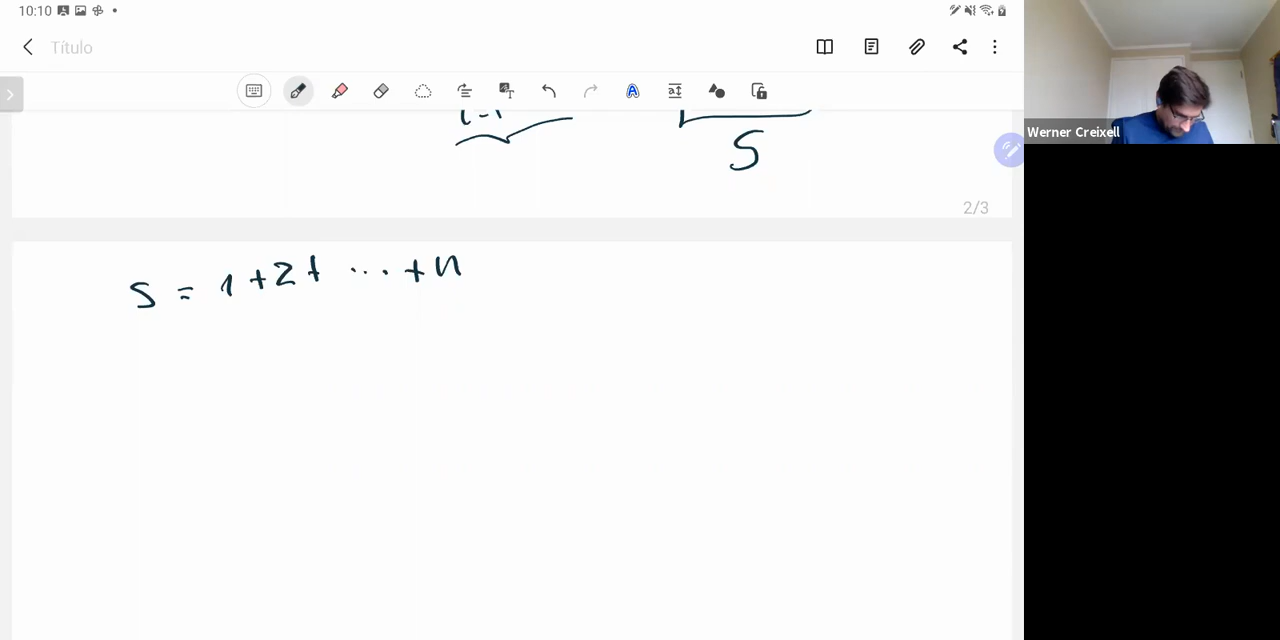 10:10
Título
Werner Creixell
S
2/3
S = 1 + 2 + ... + n